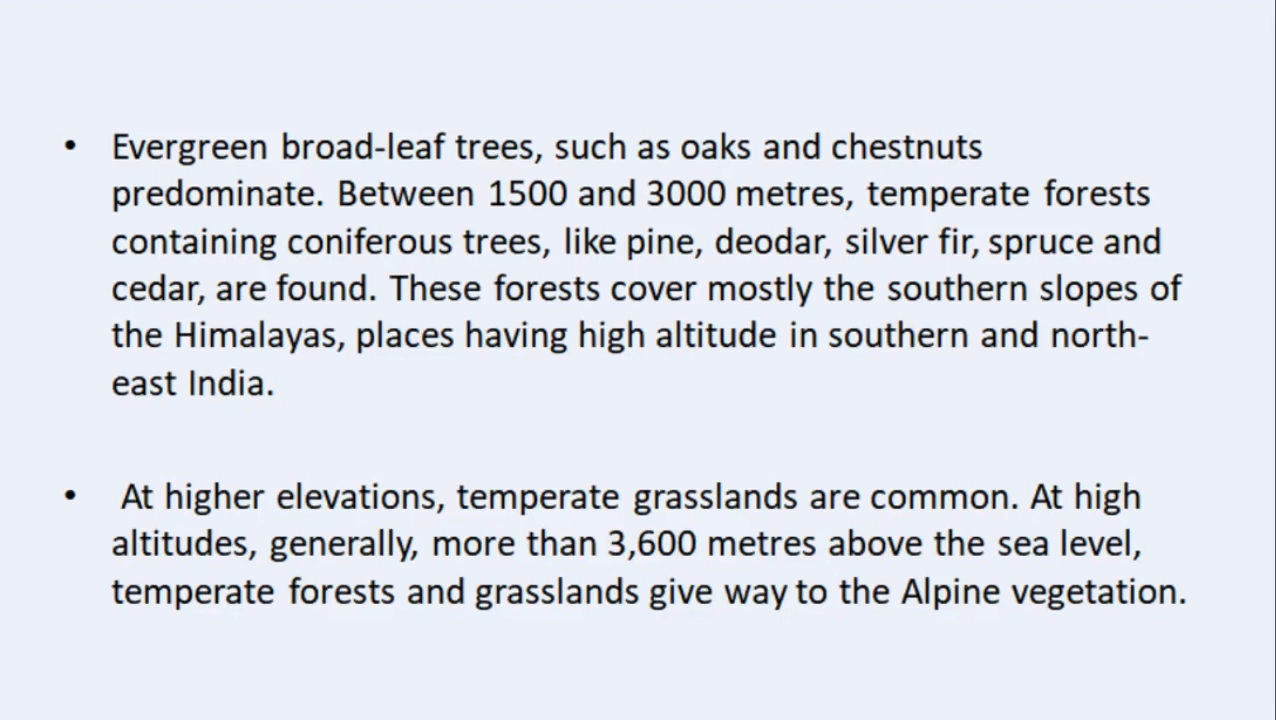 • Evergreen broad-leaf trees, such as oaks and chestnuts
predominate. Between 1500 and 3000 metres, temperate forests
containing coniferous trees, like pine, deodar, silver fir, spruce and
cedar, are found. These forests cover mostly the southern slopes of
the Himalayas, places having high altitude in southern and north-
east India.
• At higher elevations, temperate grasslands are common. At high
altitudes, generally, more than 3,600 metres above the sea level,
temperate forests and grasslands give way to the Alpine vegetation.